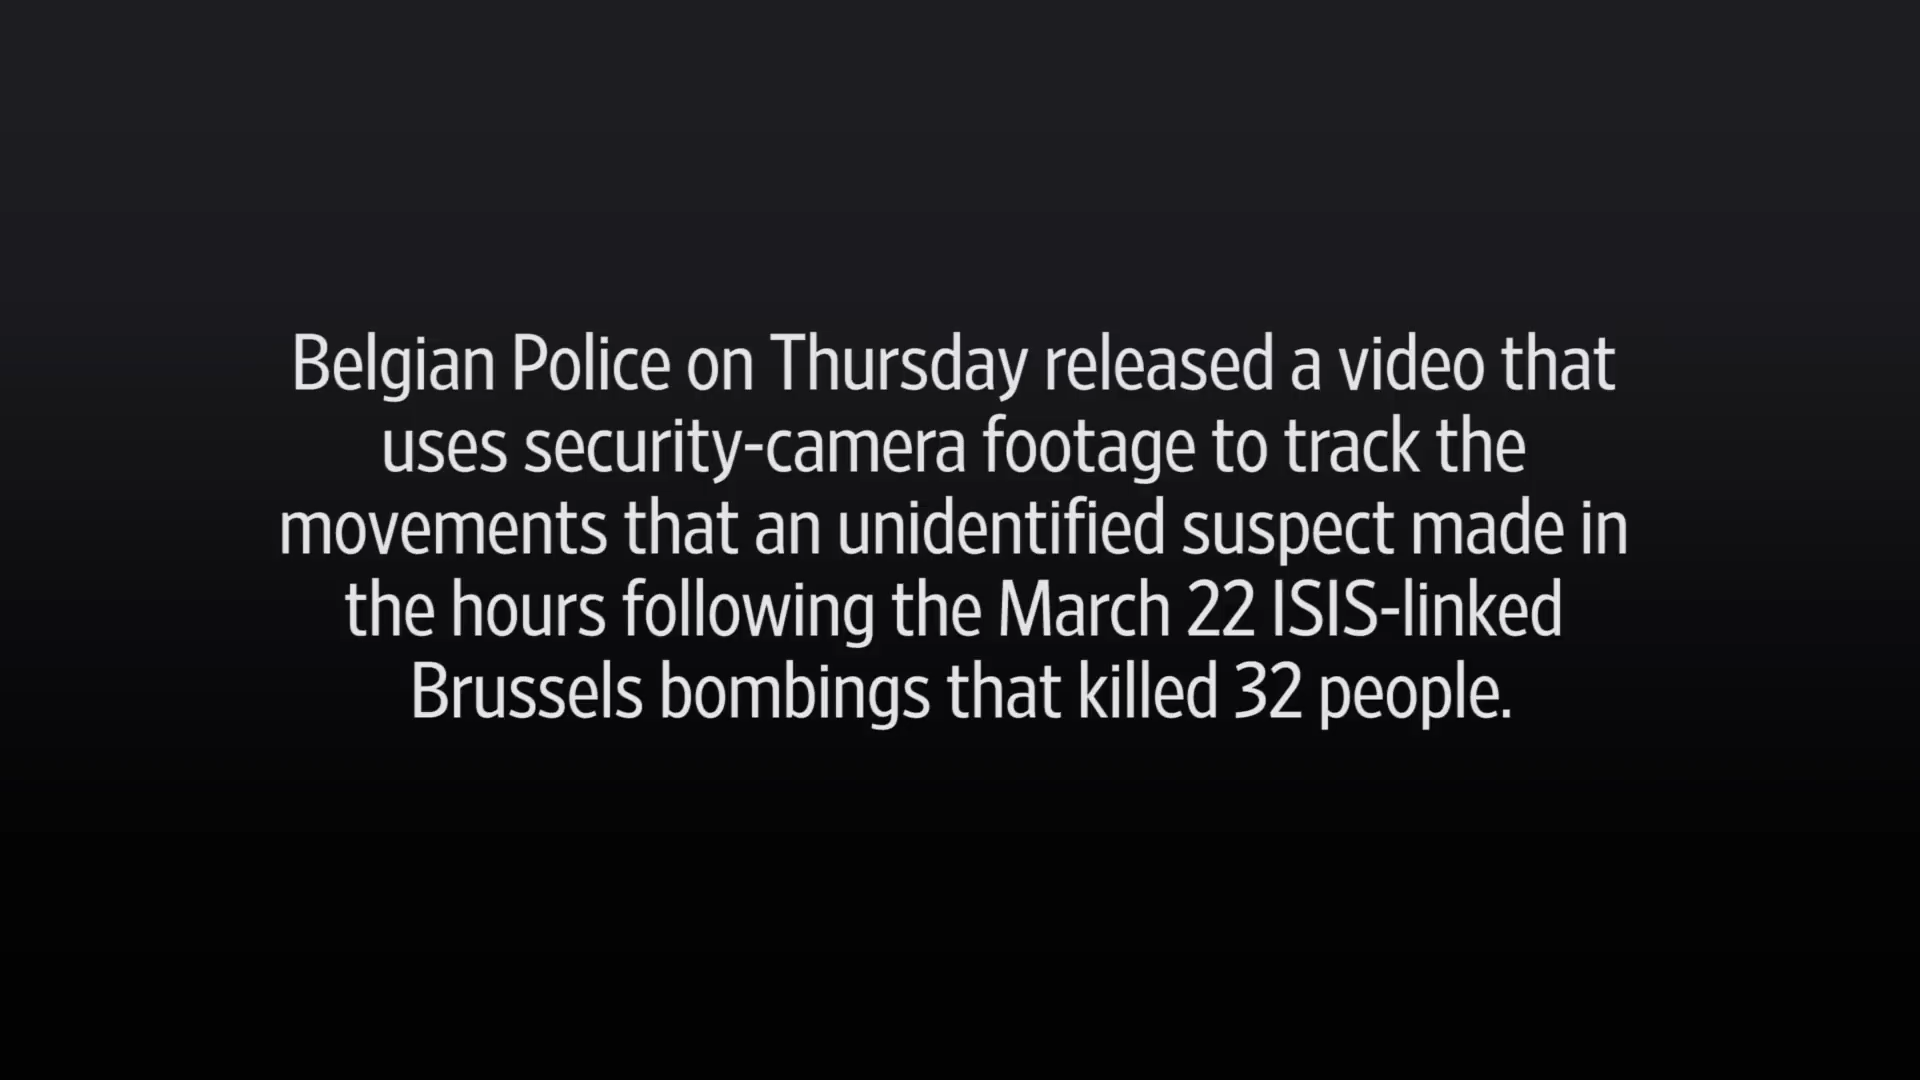 Belgian Police on Thursday released a video that
uses security-camera footage to track the
movements that an unidentified suspect made in
the hours following the March 22 ISIS-linked
Brussels bombings that killed 32 people.